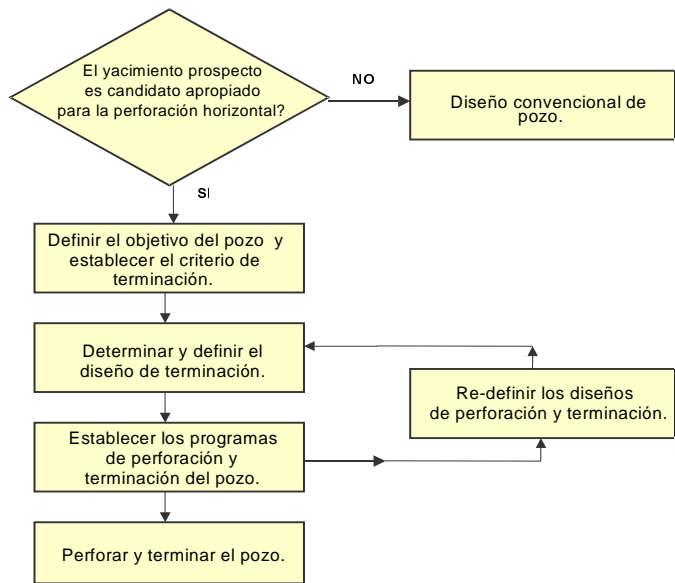 El yacimiento prospecto
es candidato apropiado
para la perforación horizontal?
NO
Diseño convencional de
pozo.
SI
Definir el objetivo del pozo y
establecer el criterio de
terminación.
Determinar y definir el
diseño de terminación.
Re-definir los diseños
de perforación y terminación.
Establecer los programas
de perforación y
terminación del pozo.
Perforar y terminar el pozo.